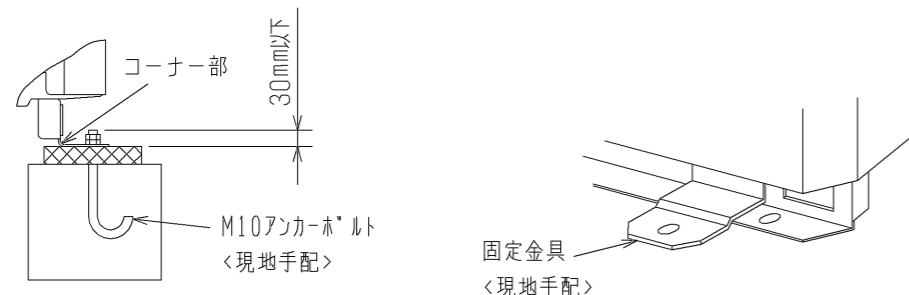 コーナー部
30mm以下
M10アンカーボルト
<現地手配>
固定金具
<現地手配>